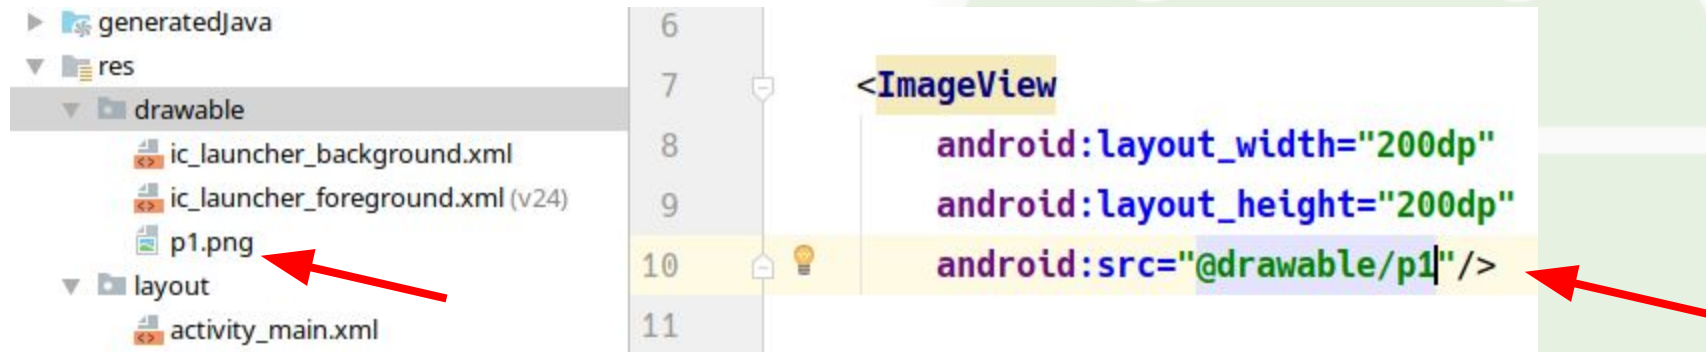 generatedJava
res
drawable
ic_launcher_background.xml
ic_launcher_foreground.xml (v24)
p1.png
layout
activity_main.xml
6
7 <ImageView
8 android:layout_width="200dp"
9 android:layout_height="200dp"
10 android:src="@drawable/p1"/>
11